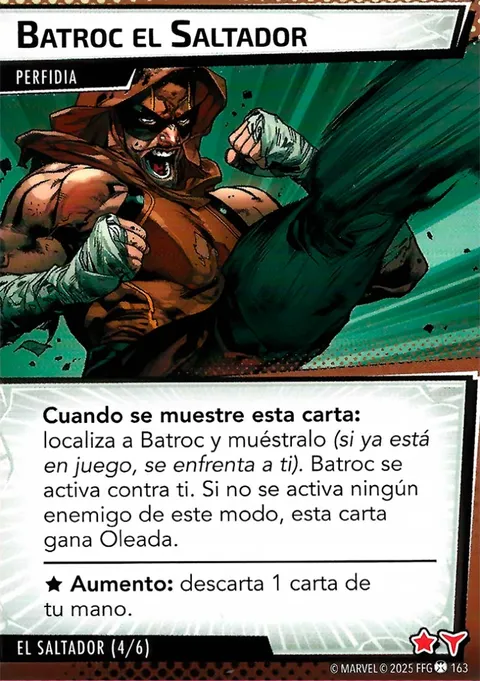 BATROC EL SALTADOR
PERFIDIA
Cuando se muestre esta carta:
localiza a Batroc y muéstralo (si ya está
en juego, se enfrenta a ti). Batroc se
activa contra ti. Si no se activa ningún
enemigo de este modo, esta carta
gana Oleada.
★ Aumento: descarta 1 carta de
tu mano.
EL SALTADOR (4/6)
© MARVEL © 2025 FFG 163